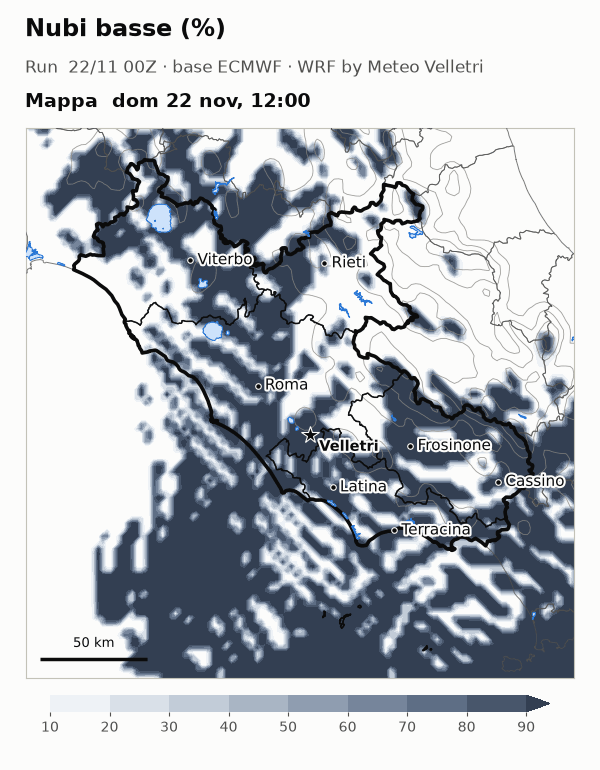 Nubi basse (%)
Run  22/11 00Z · base ECMWF · WRF by Meteo Velletri
Mappa  dom 22 nov, 12:00
Viterbo
Rieti
Roma
Velletri
Frosinone
Latina
Cassino
Terracina
50 km
10 20 30 40 50 60 70 80 90